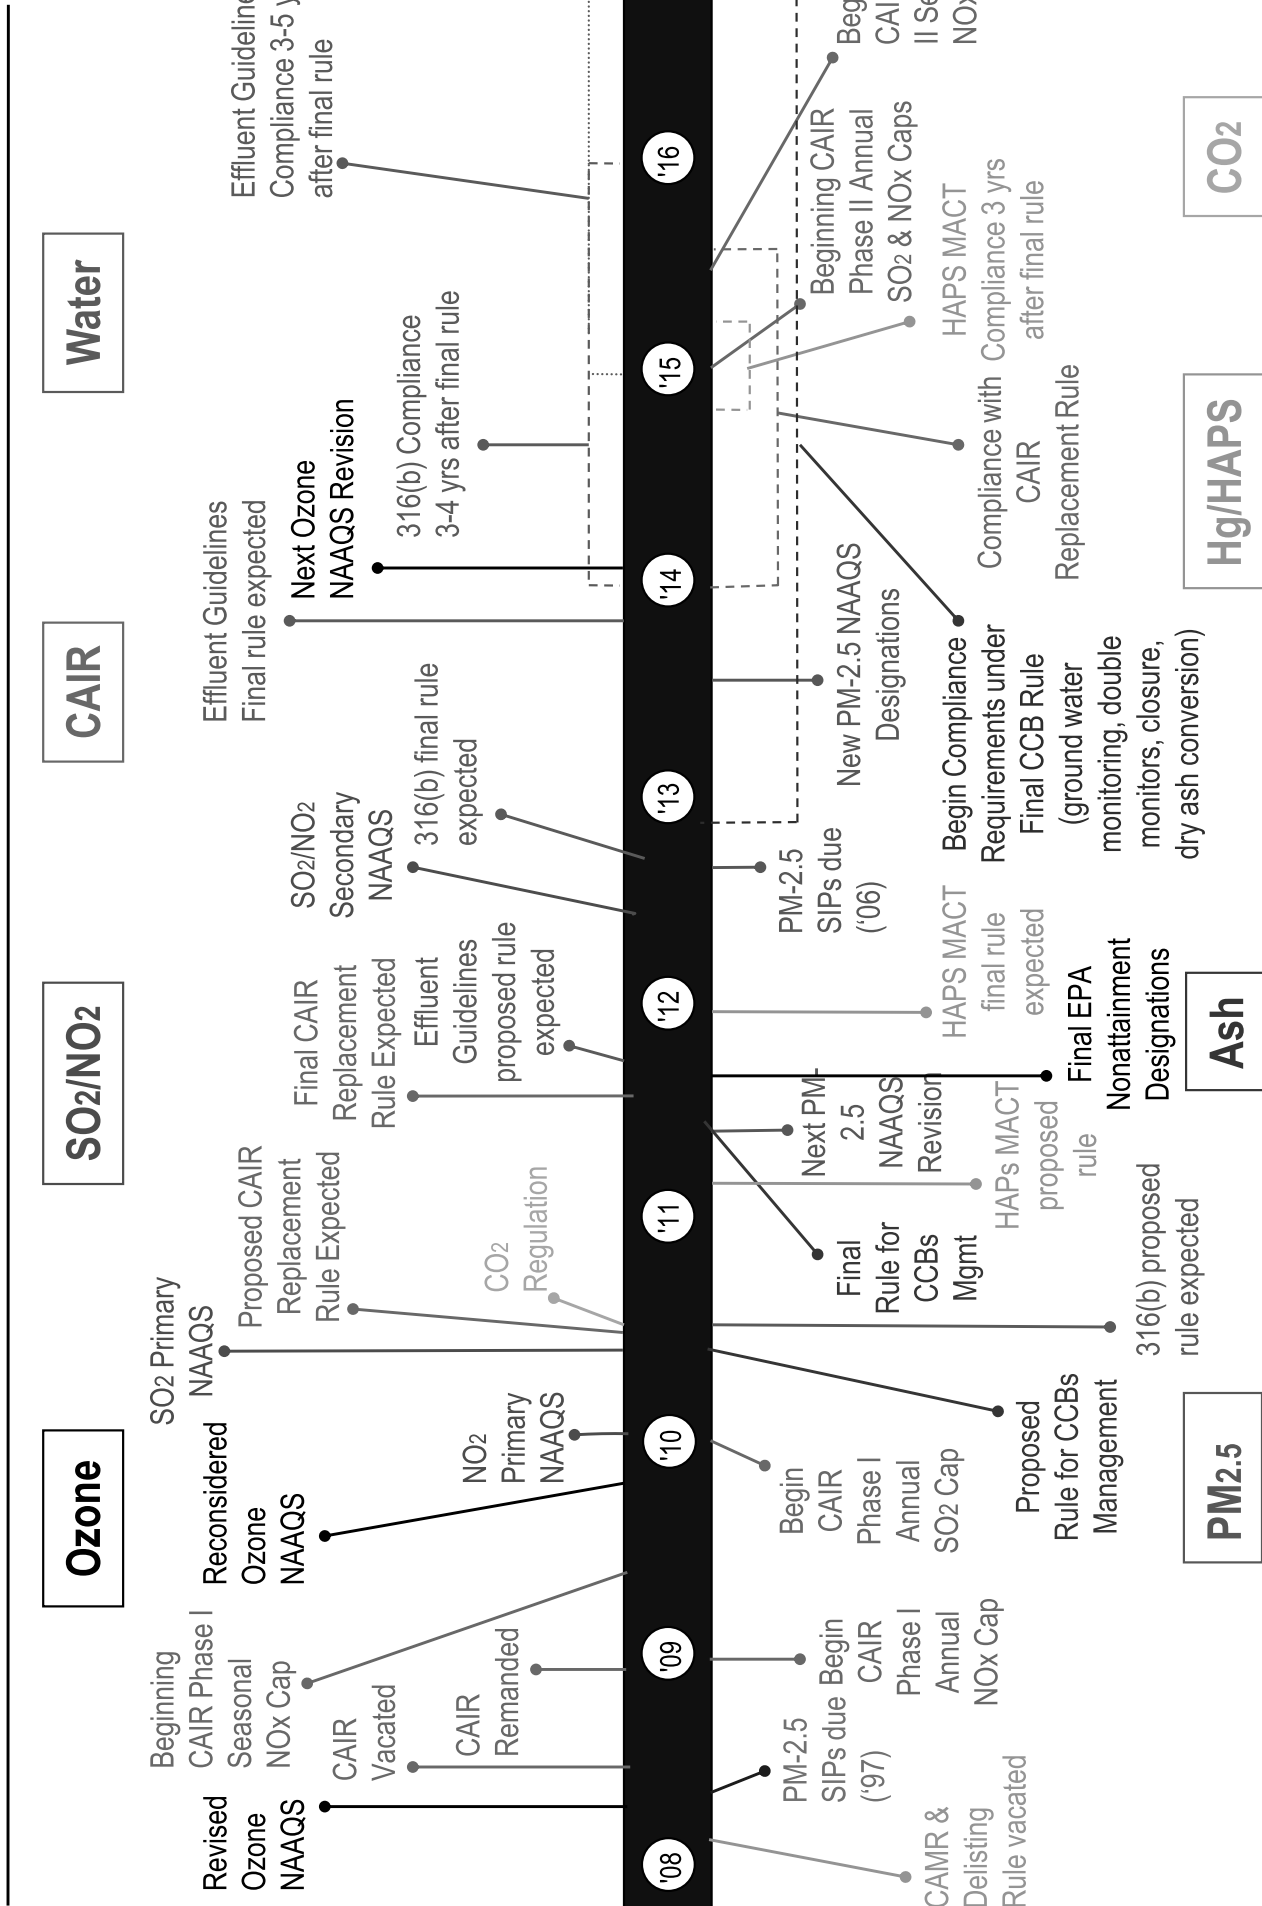 Ozone
SO2/NO2
CAIR
Water
Revised
Ozone
NAAQS
Beginning
CAIR Phase I
Seasonal
NOx Cap
CAIR
Vacated
CAIR
Remanded
Reconsidered
Ozone
NAAQS
NO2
Primary
NAAQS
SO2 Primary
NAAQS
Proposed CAIR
Replacement
Rule Expected
CO2
Regulation
Final CAIR
Replacement
Rule Expected
Effluent
Guidelines
proposed rule
expected
SO2/NO2
Secondary
NAAQS
316(b) final rule
expected
Effluent Guidelines
Final rule expected
Next Ozone
NAAQS Revision
316(b) Compliance
3-4 yrs after final rule
Effluent Guideline
Compliance 3-5 y
after final rule
'08
'09
'10
'11
'12
'13
'14
'15
'16
CAMR &
Delisting
Rule vacated
PM-2.5
SIPs due
('97)
Begin
CAIR
Phase I
Annual
NOx Cap
Begin
CAIR
Phase I
Annual
SO2 Cap
Proposed
Rule for CCBs
Management
316(b) proposed
rule expected
Final
Rule for
CCBs
Mgmt
HAPs MACT
proposed
rule
Next PM-
2.5
NAAQS
Revision
Final EPA
Nonattainment
Designations
HAPS MACT
final rule
expected
PM-2.5
SIPs due
(‘06)
New PM-2.5 NAAQS
Designations
Begin Compliance
Requirements under
Final CCB Rule
(ground water
monitoring, double
monitors, closure,
dry ash conversion)
Compliance with
CAIR
Replacement Rule
HAPS MACT
Compliance 3 yrs
after final rule
Beginning CAIR
Phase II Annual
SO2 & NOx Caps
Beg
CAI
II Se
NOx
PM2.5
Ash
Hg/HAPS
CO2